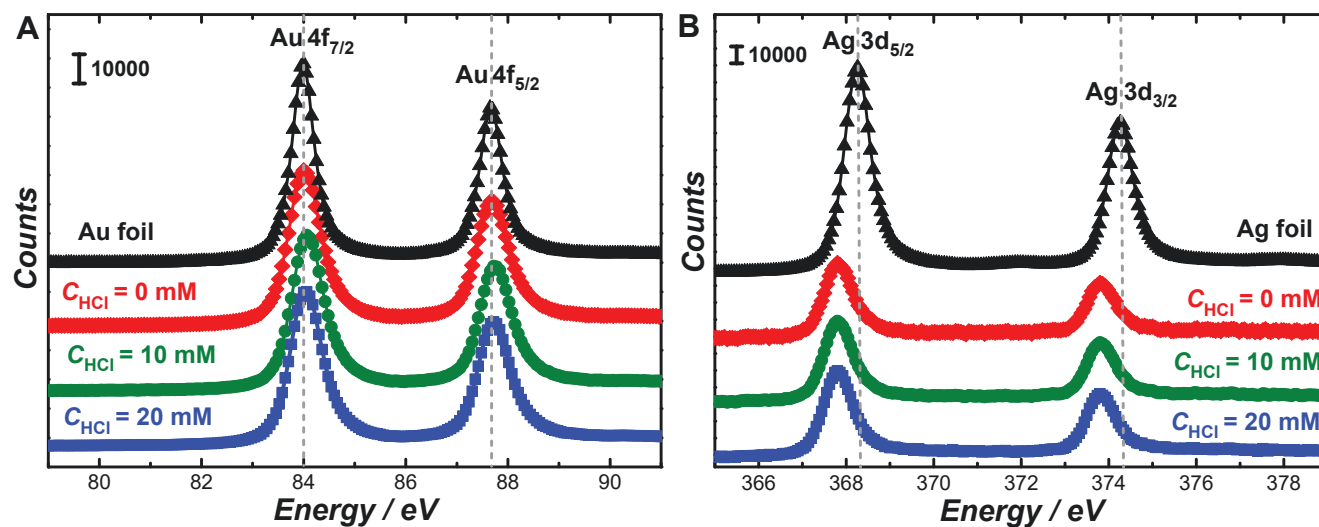 A
10000
Au 4f7/2
Au 4f5/2
Au foil
CHCl = 0 mM
CHCl = 10 mM
CHCl = 20 mM
Counts
80 82 84 86 88 90
Energy / eV
B
10000
Ag 3d5/2
Ag 3d3/2
Ag foil
CHCl = 0 mM
CHCl = 10 mM
CHCl = 20 mM
Counts
366 368 370 372 374 376 378
Energy / eV